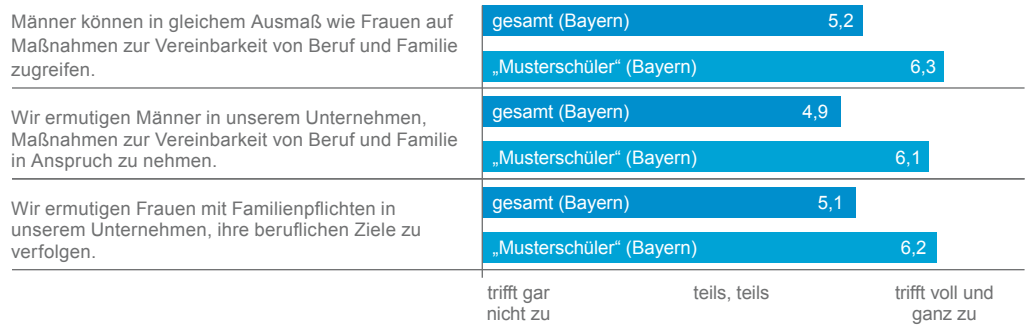 Männer können in gleichem Ausmaß wie Frauen auf
Maßnahmen zur Vereinbarkeit von Beruf und Familie
zugreifen.
gesamt (Bayern) 5,2
„Musterschüler“ (Bayern) 6,3
Wir ermutigen Männer in unserem Unternehmen,
Maßnahmen zur Vereinbarkeit von Beruf und Familie
in Anspruch zu nehmen.
gesamt (Bayern) 4,9
„Musterschüler“ (Bayern) 6,1
Wir ermutigen Frauen mit Familienpflichten in
unserem Unternehmen, ihre beruflichen Ziele zu
verfolgen.
gesamt (Bayern) 5,1
„Musterschüler“ (Bayern) 6,2
trifft gar
nicht zu
teils, teils
trifft voll und
ganz zu